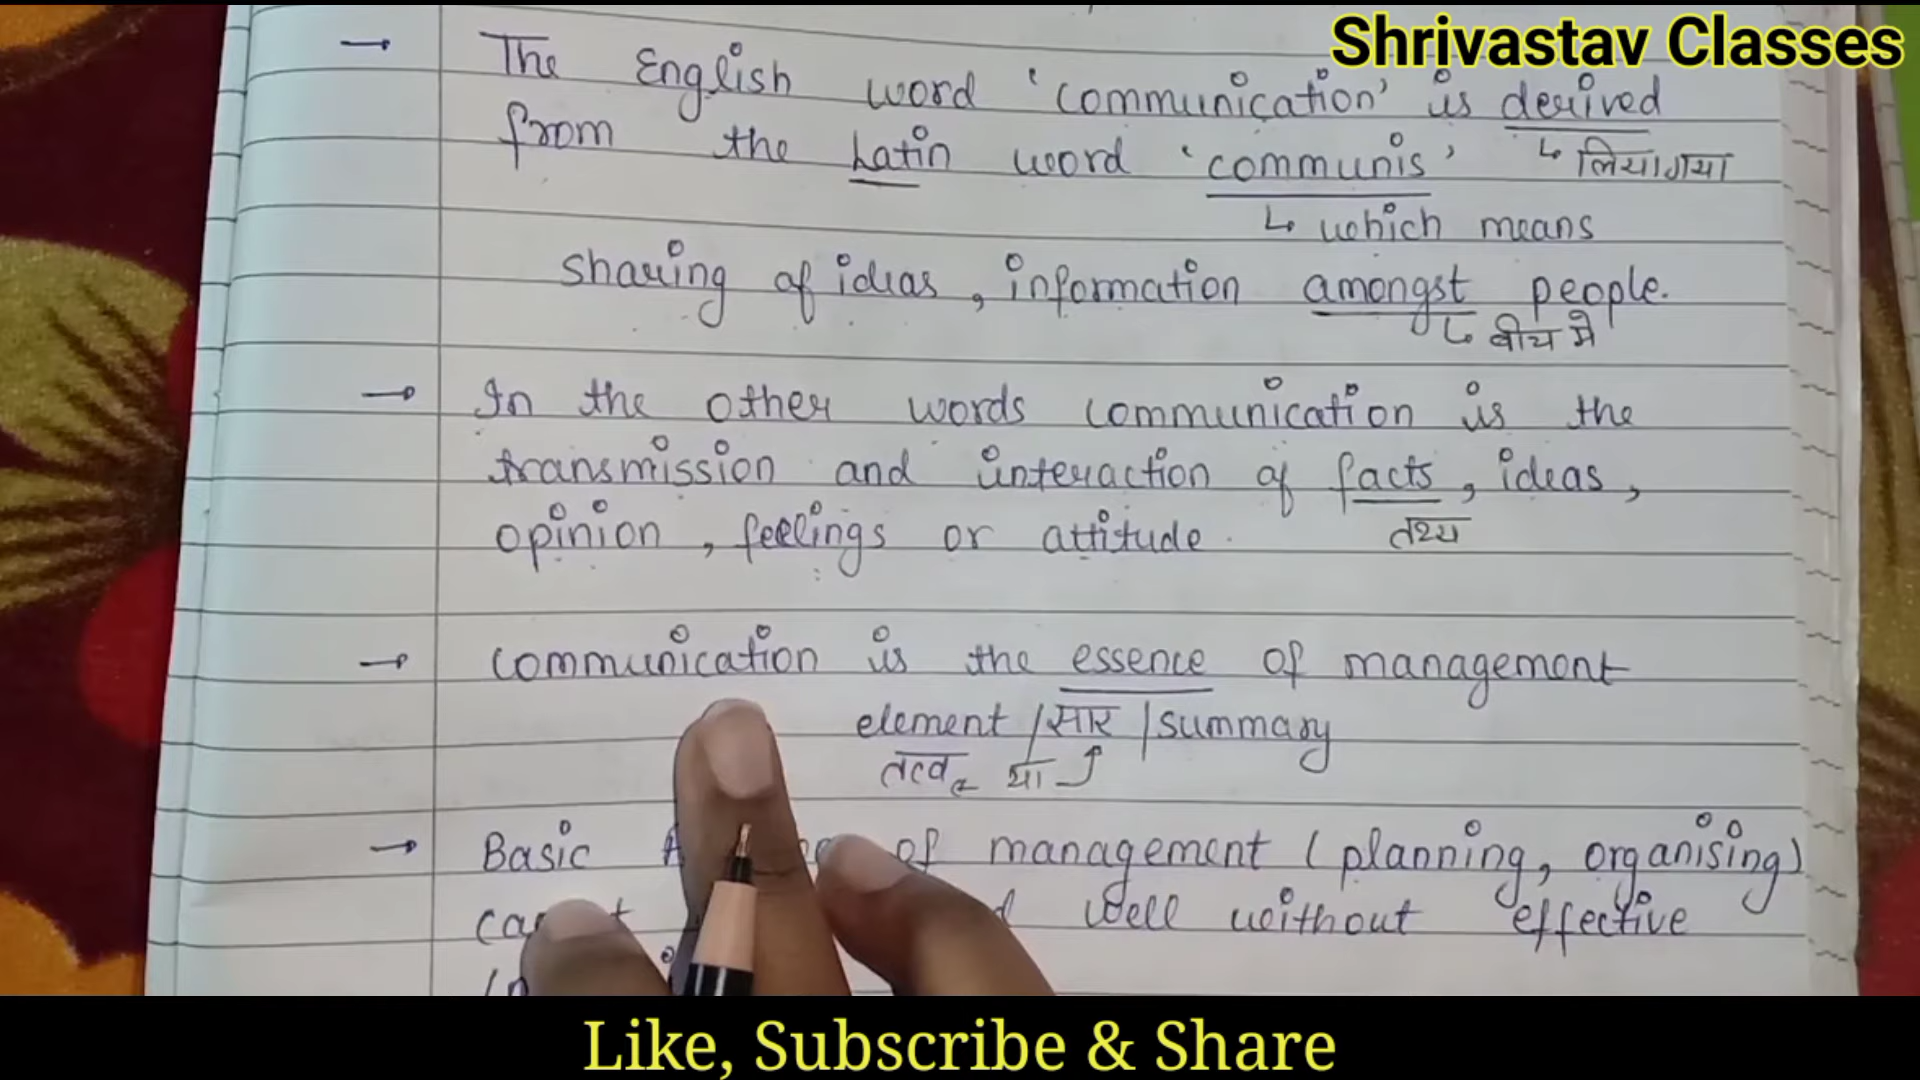 Shrivastav Classes
→ The English word 'communication' is derived
from the Latin word 'communis' ↳ लिया गया
↳ which means
sharing of ideas, information amongst people.
↳ बीच में
→ In the other words communication is the
transmission and interaction of facts, ideas,
opinion, feelings or attitude. तथ्य
→ communication is the essence of management
element / सार / summary
तत्व या
→ Basic of management (planning, organising)
well without effective
Like, Subscribe & Share